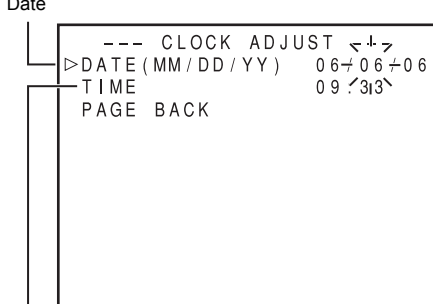 Date
--- CLOCK ADJUST
▷DATE(MM/DD/YY) 06/06/06
TIME 09:33
PAGE BACK